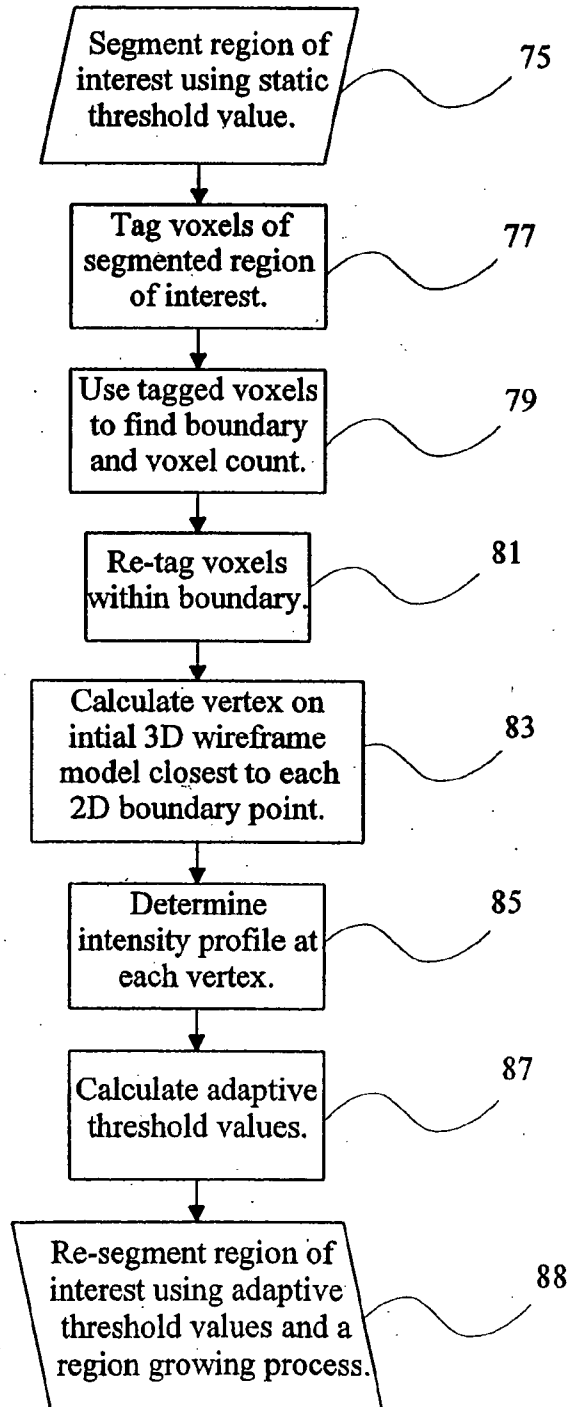 Segment region of
interest using static
threshold value.
75
Tag voxels of
segmented region
of interest.
77
Use tagged voxels
to find boundary
and voxel count.
79
Re-tag voxels
within boundary.
81
Calculate vertex on
intial 3D wireframe
model closest to each
2D boundary point.
83
Determine
intensity profile at
each vertex.
85
Calculate adaptive
threshold values.
87
Re-segment region of
interest using adaptive
threshold values and a
region growing process.
88